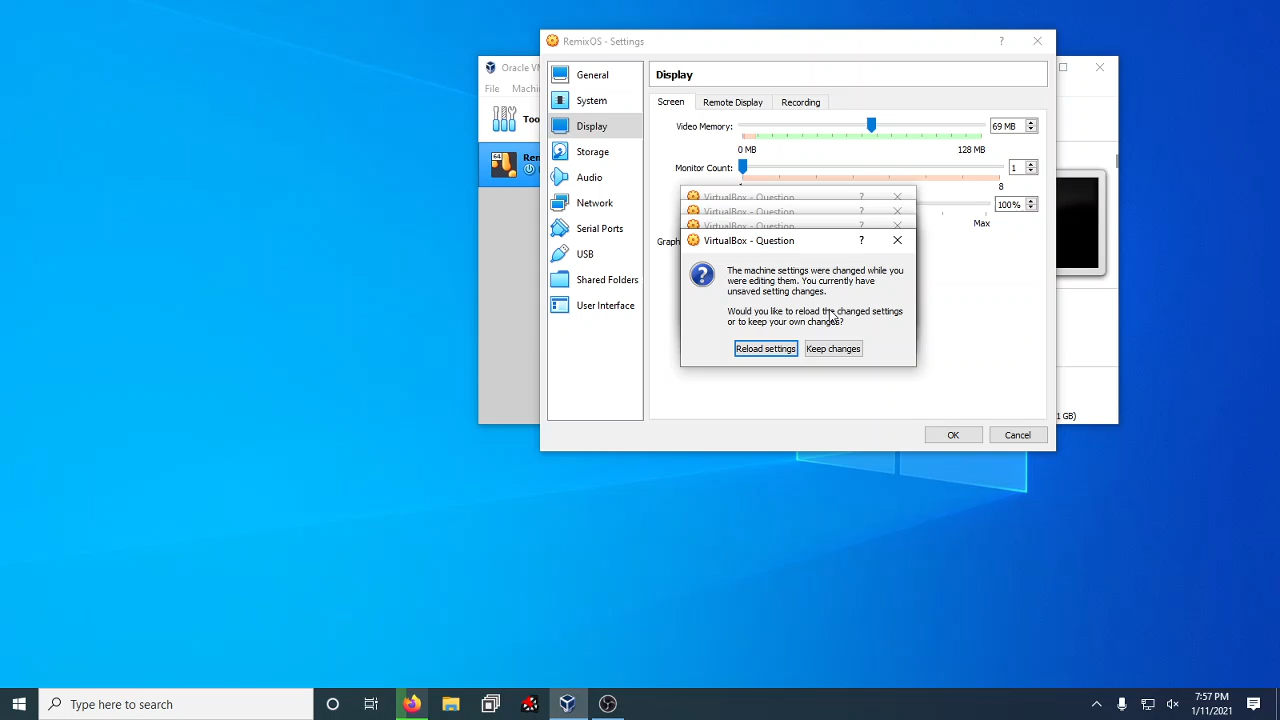 RemixOS - Settings
?
Oracle VM
File Machin
Too
Rem
General
System
Display
Storage
Audio
Network
Serial Ports
USB
Shared Folders
User Interface
Display
Screen Remote Display Recording
Video Memory: 69 MB
0 MB 128 MB
Monitor Count: 1
1 8
100%
Max
Graph
VirtualBox - Question ?
VirtualBox - Question ?
VirtualBox - Question ?
VirtualBox - Question ?
The machine settings were changed while you
were editing them. You currently have
unsaved setting changes.
Would you like to reload the changed settings
or to keep your own changes?
Reload settings Keep changes
1 GB)
OK Cancel
Type here to search
7:57 PM
1/11/2021